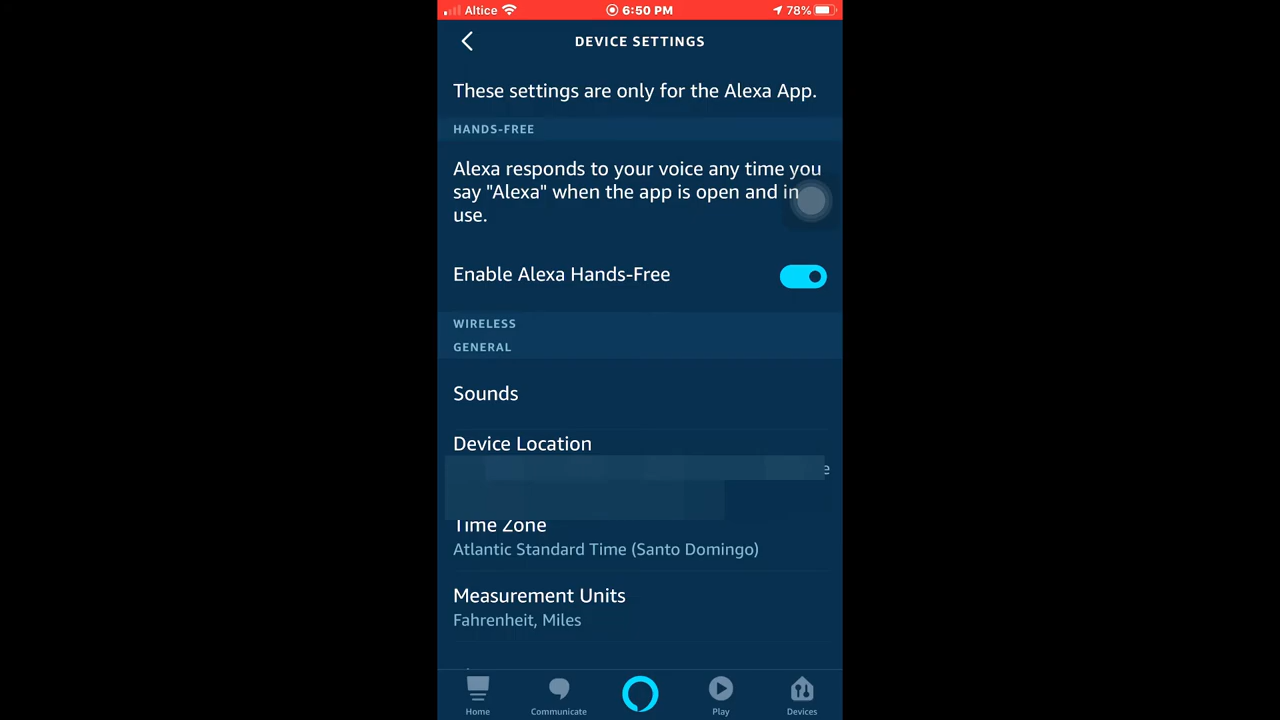 Altice 6:50 PM 78%
DEVICE SETTINGS
These settings are only for the Alexa App.
HANDS-FREE
Alexa responds to your voice any time you
say "Alexa" when the app is open and in
use.
Enable Alexa Hands-Free
WIRELESS
GENERAL
Sounds
Device Location
e
Time Zone
Atlantic Standard Time (Santo Domingo)
Measurement Units
Fahrenheit, Miles
Home Communicate Play Devices